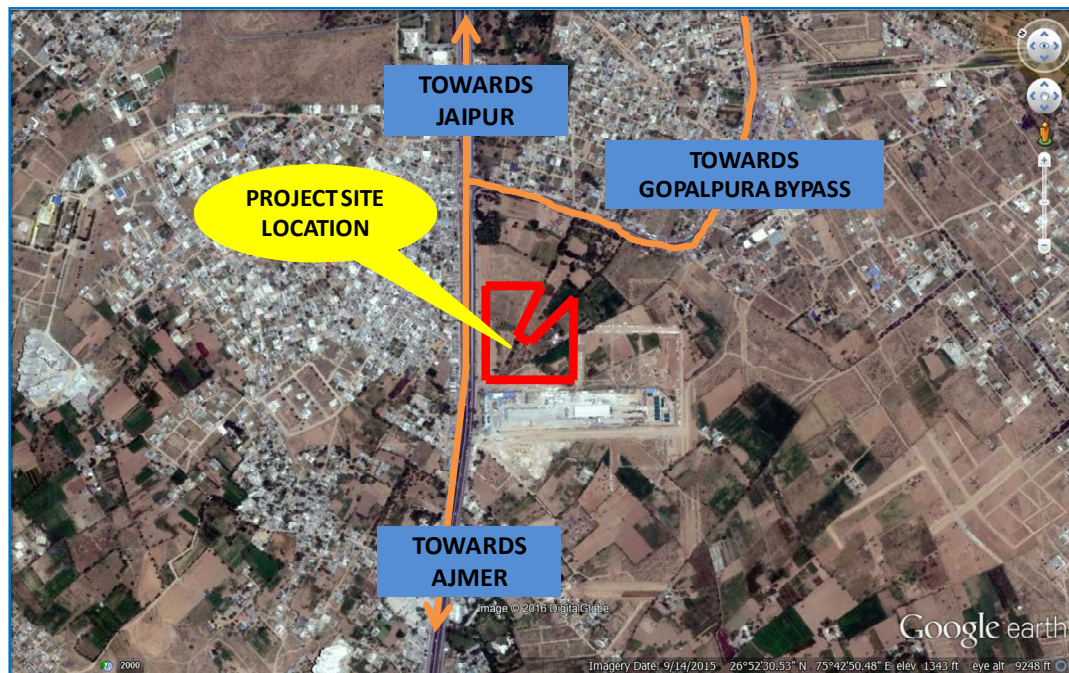 TOWARDS
JAIPUR
TOWARDS
GOPALPURA BYPASS
PROJECT SITE
LOCATION
TOWARDS
AJMER
Image © 2016 DigitalGlobe
Google earth
2000
Imagery Date: 9/14/2015 26°52'30.53" N 75°42'50.48" E elev 1343 ft eye alt 9248 ft